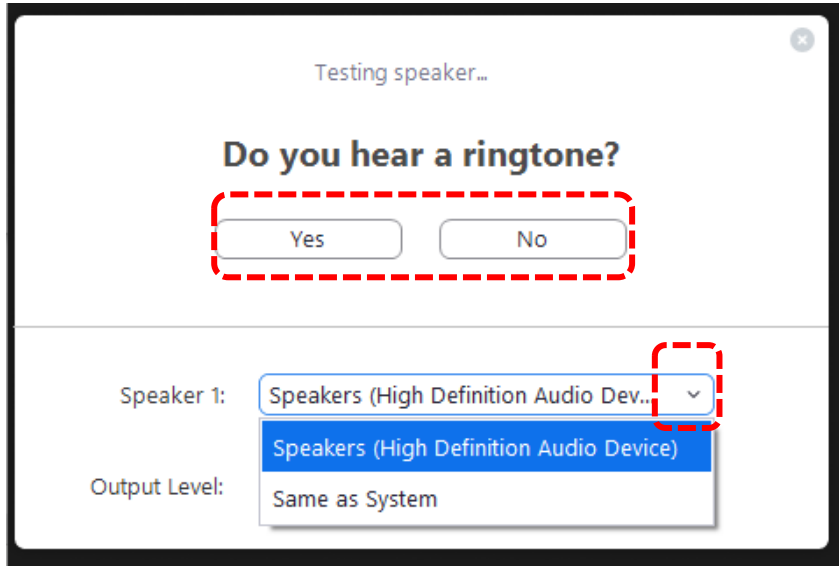 Testing speaker...
Do you hear a ringtone?
Yes No
Speaker 1: Speakers (High Definition Audio Dev...
Speakers (High Definition Audio Device)
Output Level:
Same as System